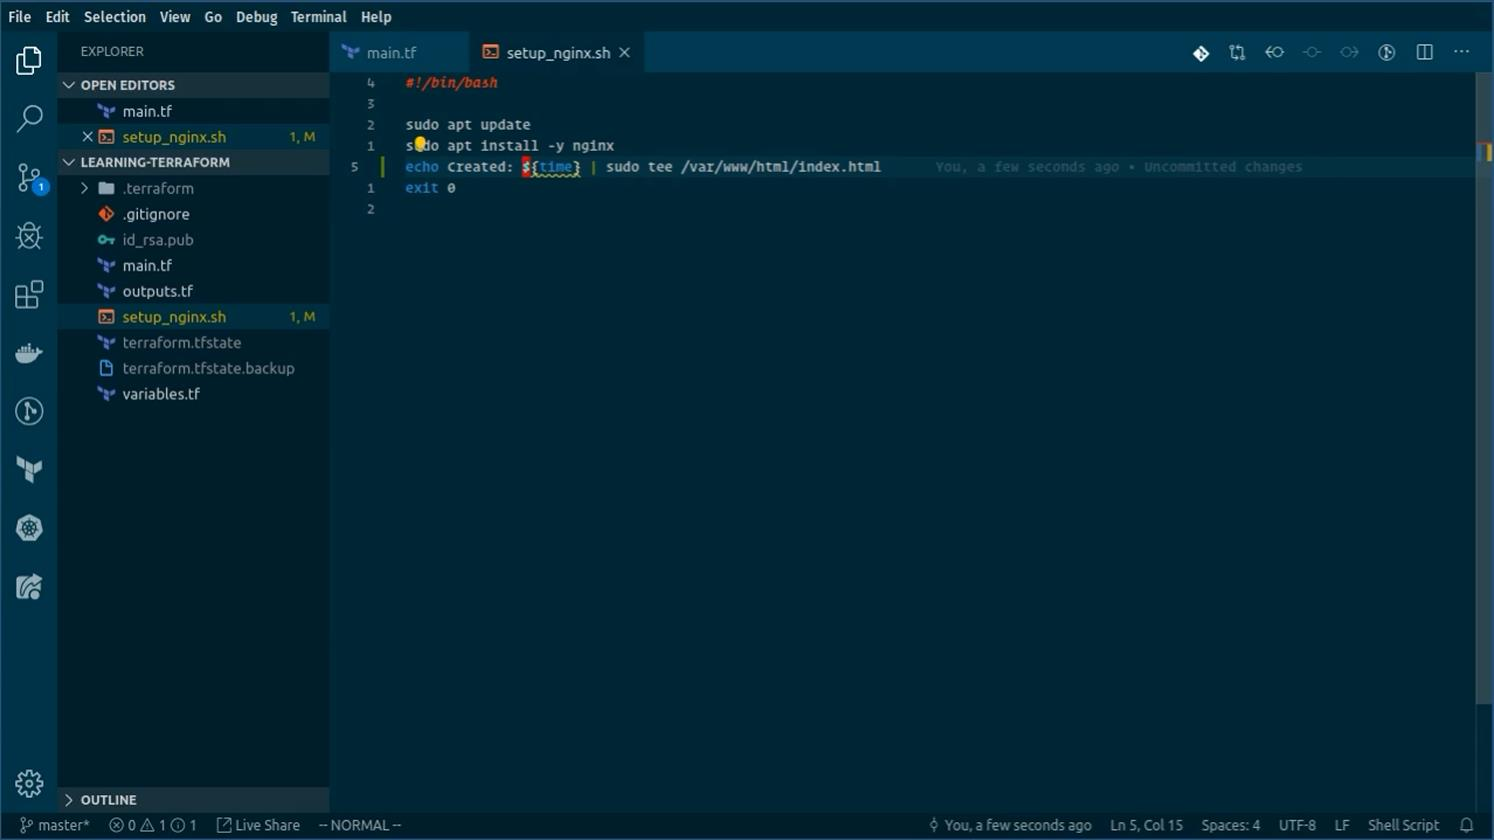 File Edit Selection View Go Debug Terminal Help
EXPLORER
main.tf
setup_nginx.sh
OPEN EDITORS
main.tf
setup_nginx.sh 1, M
LEARNING-TERRAFORM
.terraform
.gitignore
id_rsa.pub
main.tf
outputs.tf
setup_nginx.sh 1, M
terraform.tfstate
terraform.tfstate.backup
variables.tf
OUTLINE
4 #!/bin/bash
3
2 sudo apt update
1 sudo apt install -y nginx
5 echo Created: ${time} | sudo tee /var/www/html/index.html You, a few seconds ago • Uncommitted changes
1 exit 0
2
1
master* 0 1 1 Live Share -- NORMAL -- You, a few seconds ago Ln 5, Col 15 Spaces: 4 UTF-8 LF Shell Script